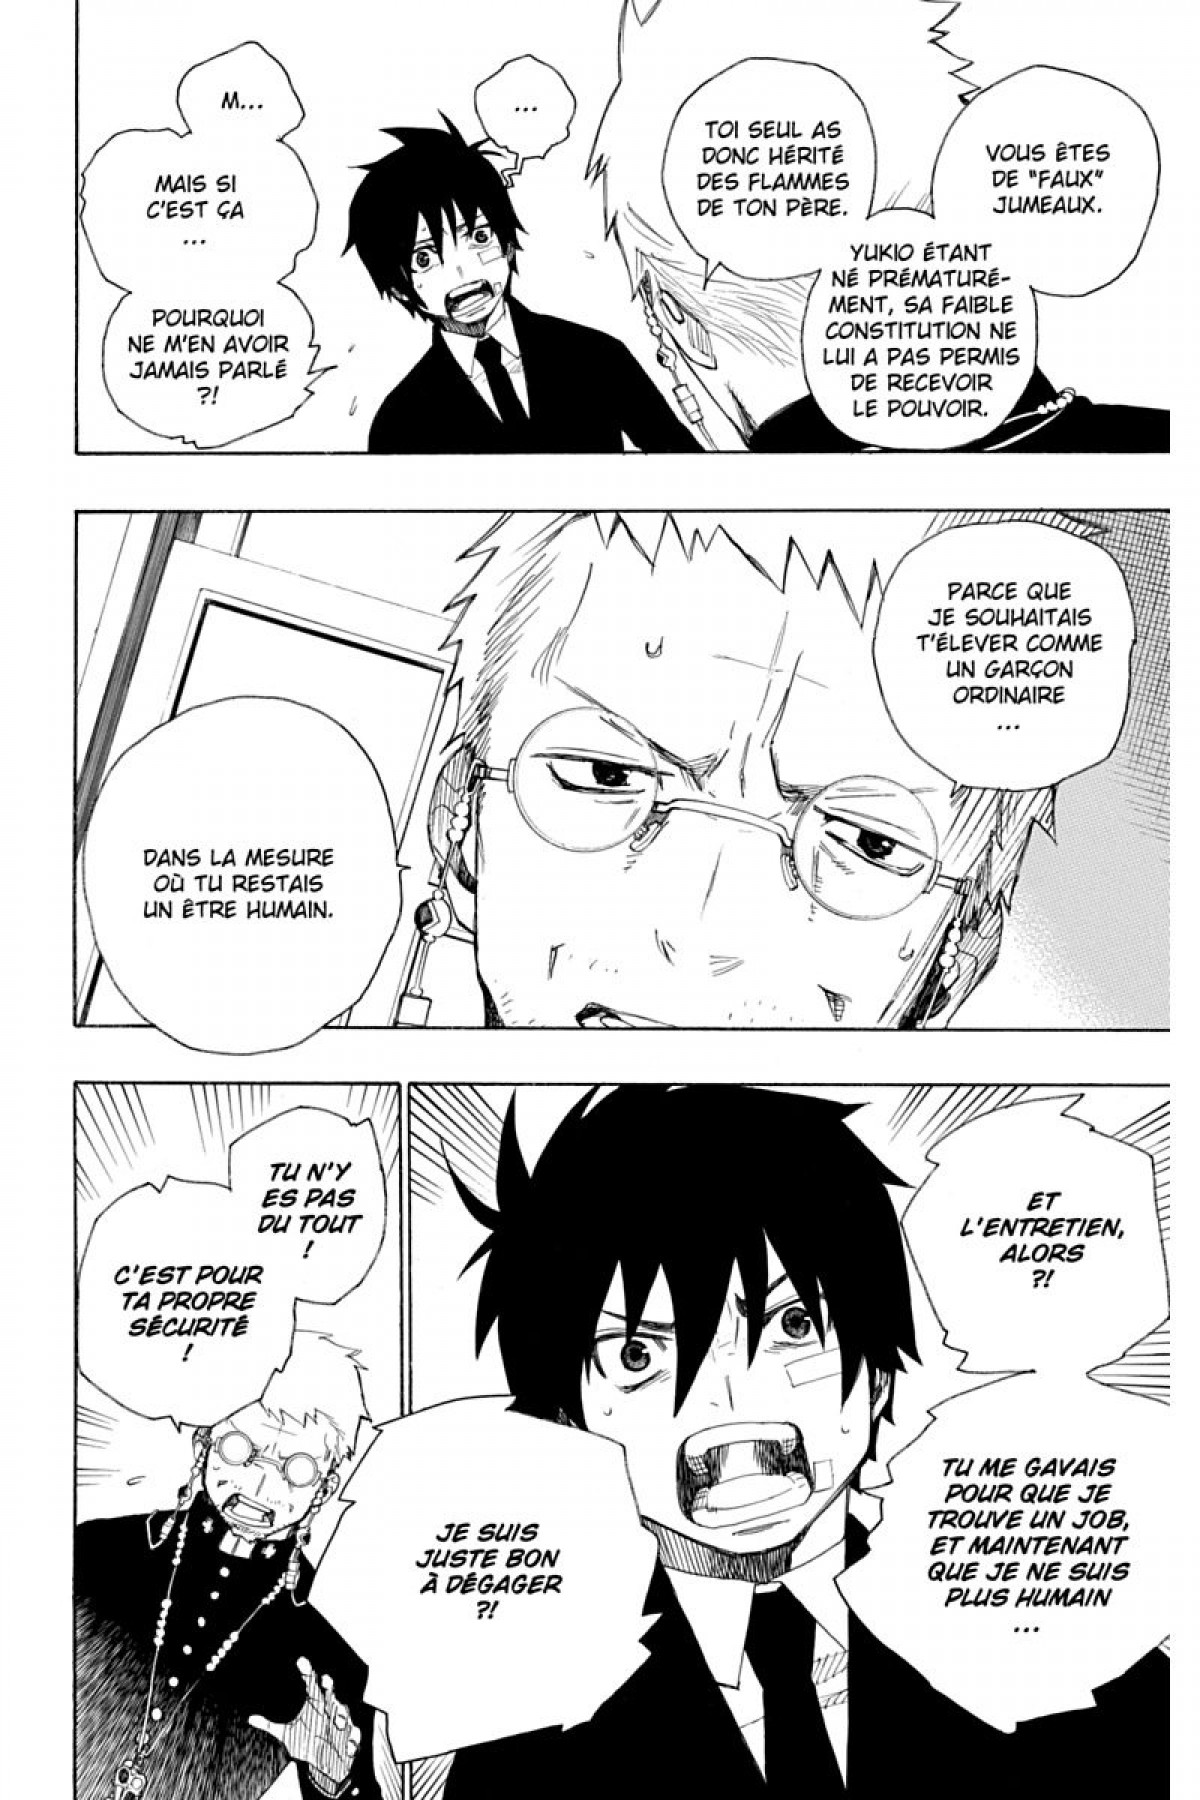 VOUS ÊTES
DE "FAUX"
JUMEAUX.
TOI SEUL AS
DONC HÉRITÉ
DES FLAMMES
DE TON PÈRE.
YUKIO ÉTANT
NÉ PRÉMATURÉ-
MENT, SA FAIBLE
CONSTITUTION NE
LUI A PAS PERMIS
DE RECEVOIR
LE POUVOIR.
...
M...
MAIS SI
C'EST ÇA
...
POURQUOI
NE M'EN AVOIR
JAMAIS PARLÉ
?!
PARCE QUE
JE SOUHAITAIS
T'ÉLEVER COMME
UN GARÇON
ORDINAIRE
...
DANS LA MESURE
OÙ TU RESTAIS
UN ÊTRE HUMAIN.
ET
L'ENTRETIEN,
ALORS
?!
TU ME GAVAIS
POUR QUE JE
TROUVE UN JOB,
ET MAINTENANT
QUE JE NE SUIS
PLUS HUMAIN
...
JE SUIS
JUSTE BON
À DÉGAGER
?!
TU N'Y
ES PAS
DU TOUT
!
C'EST POUR
TA PROPRE
SÉCURITÉ
!